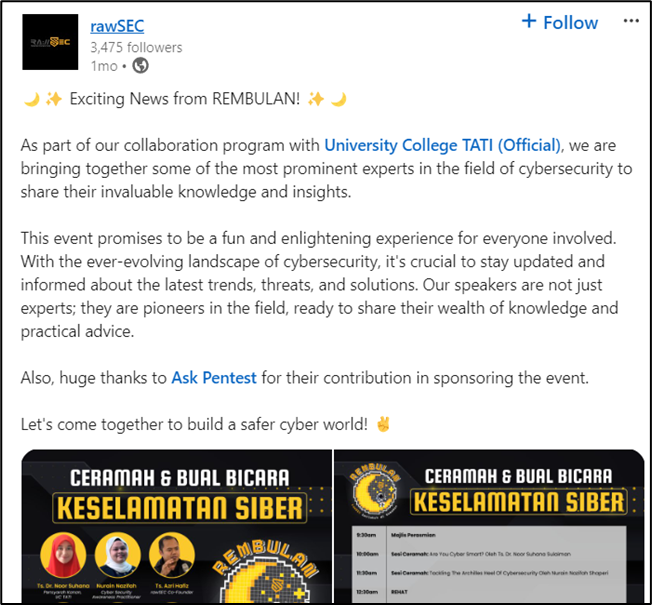 RAWSEC
rawSEC
+ Follow ...
3,475 followers
1mo •
🌙 ✨ Exciting News from REMBULAN! ✨ 🌙
As part of our collaboration program with University College TATI (Official), we are
bringing together some of the most prominent experts in the field of cybersecurity to
share their invaluable knowledge and insights.
This event promises to be a fun and enlightening experience for everyone involved.
With the ever-evolving landscape of cybersecurity, it's crucial to stay updated and
informed about the latest trends, threats, and solutions. Our speakers are not just
experts; they are pioneers in the field, ready to share their wealth of knowledge and
practical advice.
Also, huge thanks to Ask Pentest for their contribution in sponsoring the event.
Let's come together to build a safer cyber world! ✌
CERAMAH & BUAL BICARA
KESELAMATAN SIBER
Ts. Dr. Noor Suhana
Pensyarah Kanan,
UC TATI
Nurain Nazifah
Cyber Security
Awareness Practitioner
Ts. Azri Hafiz
rawSEC Co-Founder
REMBULAN
REMBULAN
CERAMAH & BUAL BICARA
KESELAMATAN SIBER
9:30am Majlis Perasmian
10:00am Sesi Ceramah: Are You Cyber Smart? Oleh Ts. Dr. Noor Suhana Sulaiman
11:30am Sesi Ceramah: Tackling The Achilles Heel Of Cybersecurity Oleh Nurain Nazifah Shaperi
12:30am REHAT